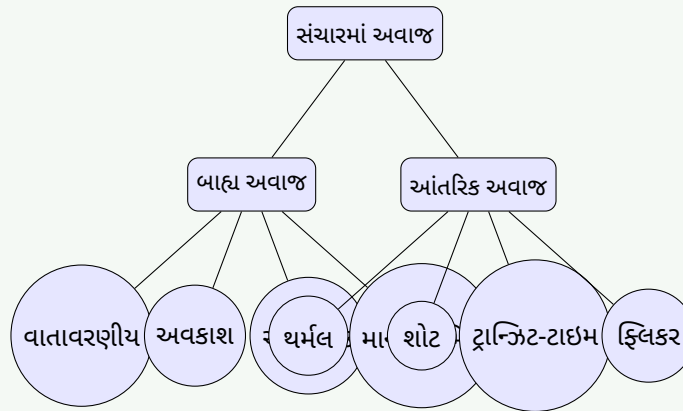 સંચારમાં અવાજ
બાહ્ય અવાજ
આંતરિક અવાજ
વાતાવરણીય
અવકાશ
થર્મલ
શોટ
ટ્રાન્ઝિટ-ટાઇમ
ફ્લિકર